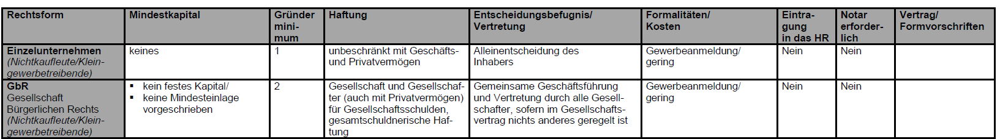 Rechtsform
Mindestkapital
Gründer
mini-
mum
Haftung
Entscheidungsbefugnis/
Vertretung
Formalitäten/
Kosten
Eintra-
gung
in das HR
Notar
erforder-
lich
Vertrag/
Formvorschriften
Einzelunternehmen
(Nichtkaufleute/Klein-
gewerbetreibende)
keines
1
unbeschränkt mit Geschäfts-
und Privatvermögen
Alleinentscheidung des
Inhabers
Gewerbeanmeldung/
gering
Nein
Nein
GbR
Gesellschaft
Bürgerlichen Rechts
(Nichtkaufleute/Klein-
gewerbetreibende)
▪ kein festes Kapital/
▪ keine Mindesteinlage
vorgeschrieben
2
Gesellschaft und Gesellschaf-
ter (auch mit Privatvermögen)
für Gesellschaftsschulden,
gesamtschuldnerische Haf-
tung
Gemeinsame Geschäftsführung
und Vertretung durch alle Gesell-
schafter, sofern im Gesellschafts-
vertrag nichts anderes geregelt ist
Gewerbeanmeldung/
gering
Nein
Nein